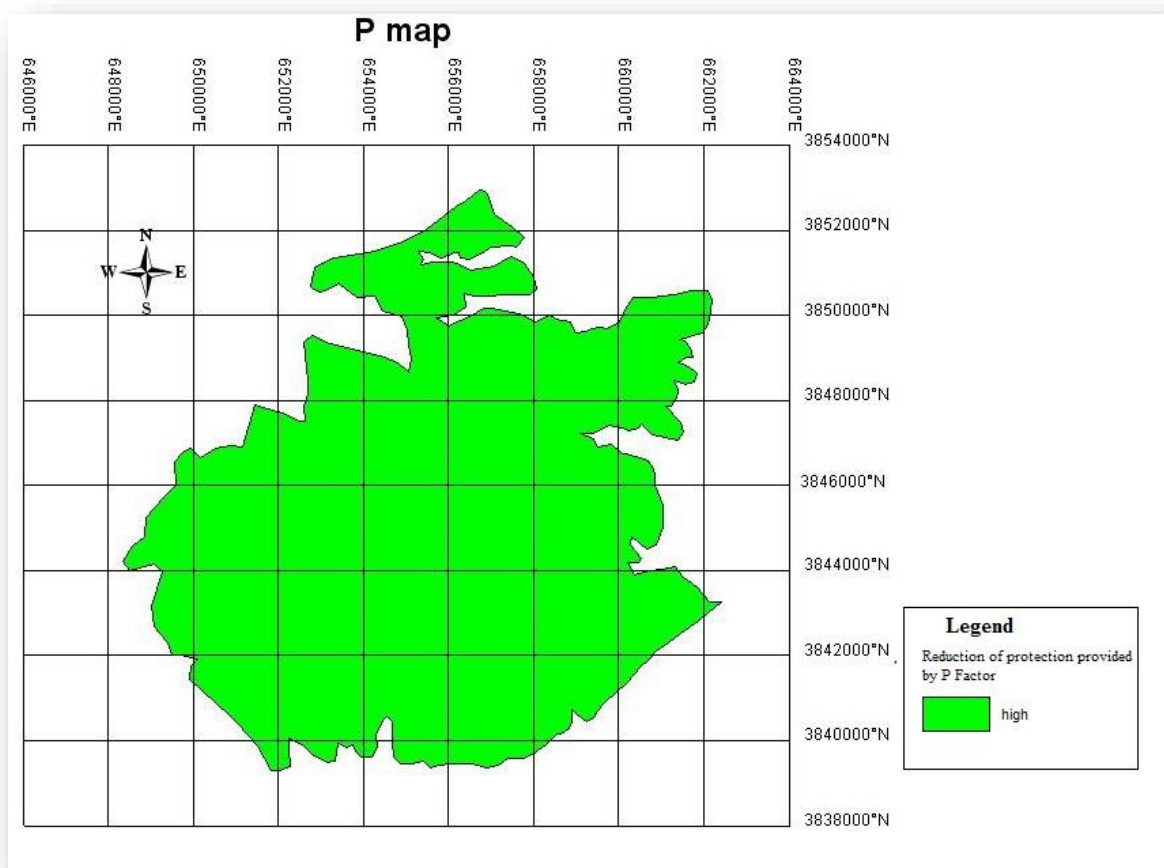 P map
646000°E
648000°E
650000°E
652000°E
654000°E
656000°E
658000°E
660000°E
662000°E
664000°E
3854000°N
3852000°N
3850000°N
3848000°N
3846000°N
3844000°N
3842000°N
3840000°N
3838000°N
N
W E
S
Legend
Reduction of protection provided
by P Factor
high